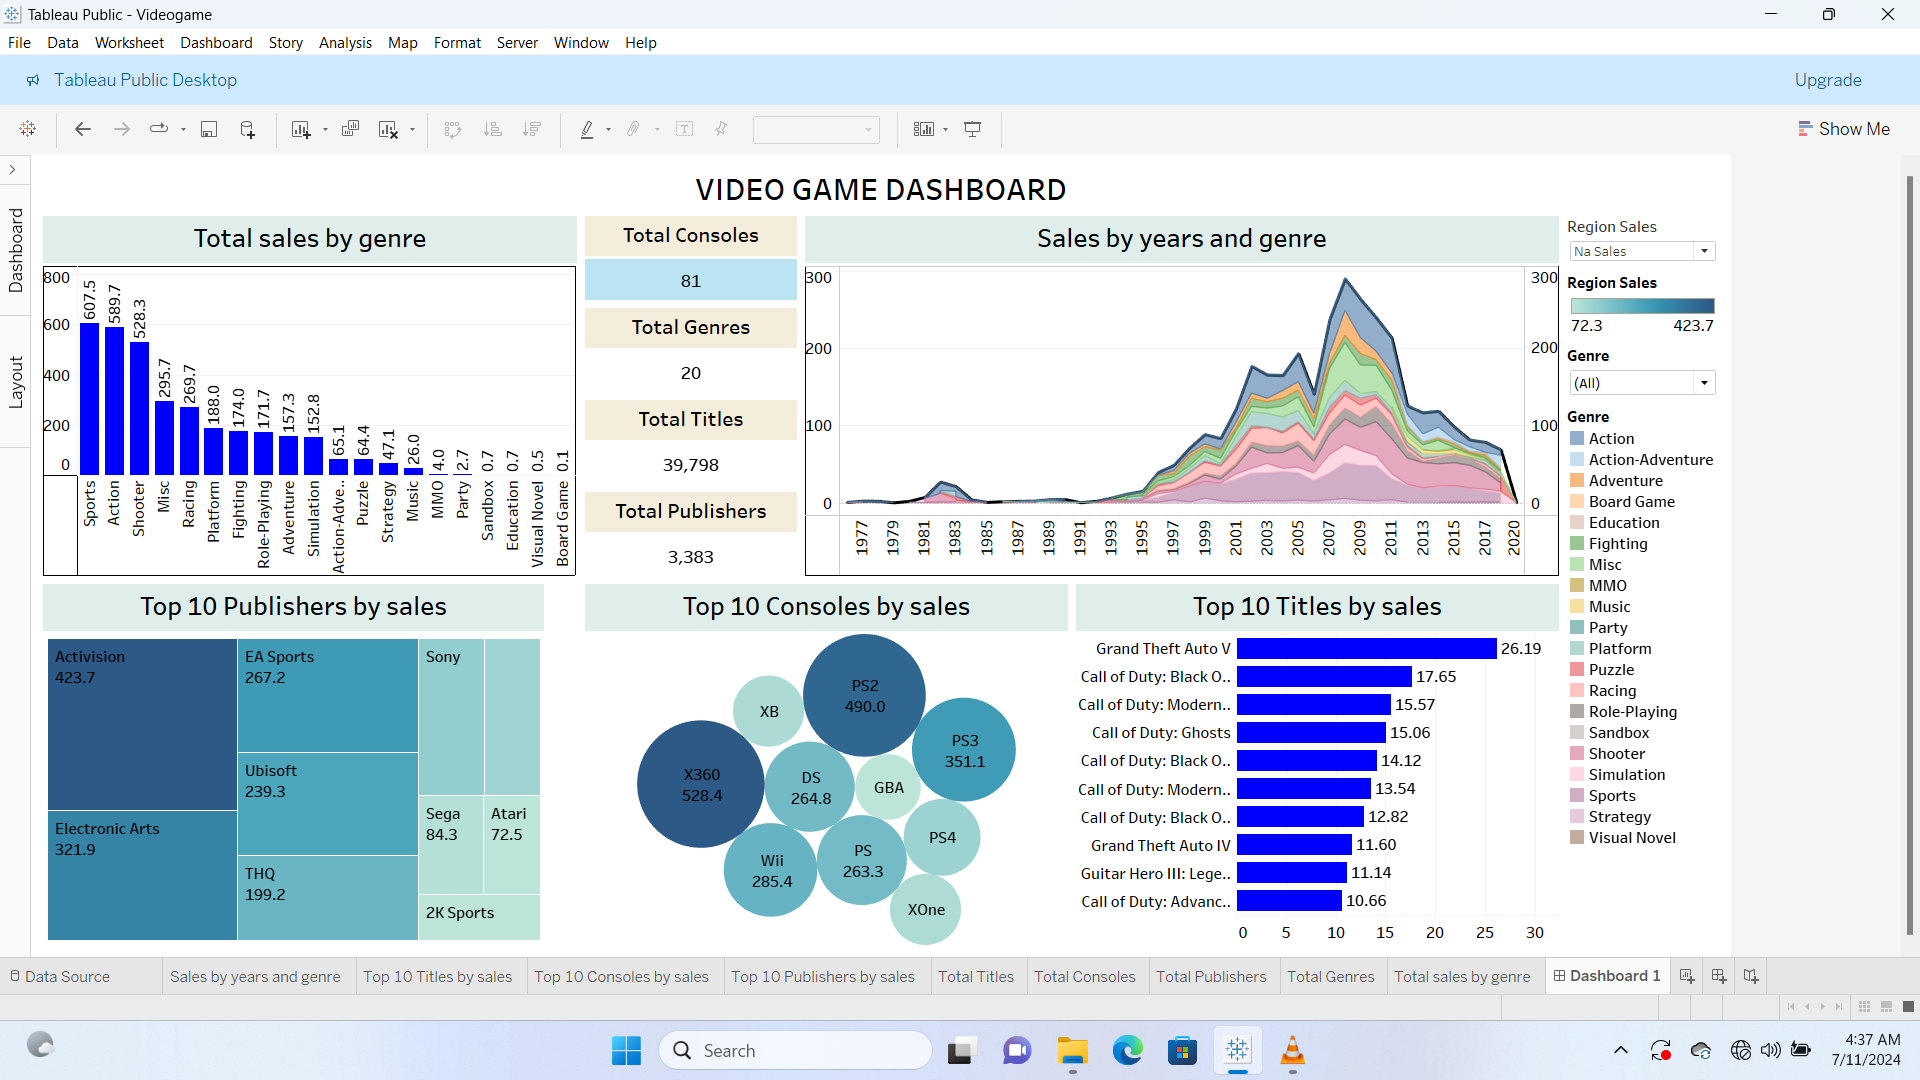 Tableau Public - Videogame
File Data Worksheet Dashboard Story Analysis Map Format Server Window Help
Tableau Public Desktop
Upgrade
Show Me
Dashboard
Layout
VIDEO GAME DASHBOARD
Total sales by genre
800
600
400
200
0
607.5
589.7
528.3
295.7
269.7
188.0
174.0
171.7
157.3
152.8
65.1
64.4
47.1
26.0
4.0
2.7
0.7
0.7
0.5
0.1
Sports
Action
Shooter
Misc
Racing
Platform
Fighting
Role-Playing
Adventure
Simulation
Action-Adve..
Puzzle
Strategy
Music
MMO
Party
Sandbox
Education
Visual Novel
Board Game
Total Consoles
81
Total Genres
20
Total Titles
39,798
Total Publishers
3,383
Sales by years and genre
300
200
100
0
300
200
100
0
1977
1979
1981
1983
1985
1987
1989
1991
1993
1995
1997
1999
2001
2003
2005
2007
2009
2011
2013
2015
2017
2020
Region Sales
Na Sales
Region Sales
72.3 423.7
Genre
(All)
Genre
Action
Action-Adventure
Adventure
Board Game
Education
Fighting
Misc
MMO
Music
Party
Platform
Puzzle
Racing
Role-Playing
Sandbox
Shooter
Simulation
Sports
Strategy
Visual Novel
Top 10 Publishers by sales
Activision
423.7
Electronic Arts
321.9
EA Sports
267.2
Ubisoft
239.3
THQ
199.2
Sony
Sega
84.3
Atari
72.5
2K Sports
Top 10 Consoles by sales
PS2
490.0
XB
PS3
351.1
X360
528.4
DS
264.8
GBA
PS4
Wii
285.4
PS
263.3
XOne
Top 10 Titles by sales
Grand Theft Auto V 26.19
Call of Duty: Black O.. 17.65
Call of Duty: Modern.. 15.57
Call of Duty: Ghosts 15.06
Call of Duty: Black O.. 14.12
Call of Duty: Modern.. 13.54
Call of Duty: Black O.. 12.82
Grand Theft Auto IV 11.60
Guitar Hero III: Lege.. 11.14
Call of Duty: Advanc.. 10.66
0 5 10 15 20 25 30
Data Source Sales by years and genre Top 10 Titles by sales Top 10 Consoles by sales Top 10 Publishers by sales Total Titles Total Consoles Total Publishers Total Genres Total sales by genre Dashboard 1
Search
4:37 AM
7/11/2024